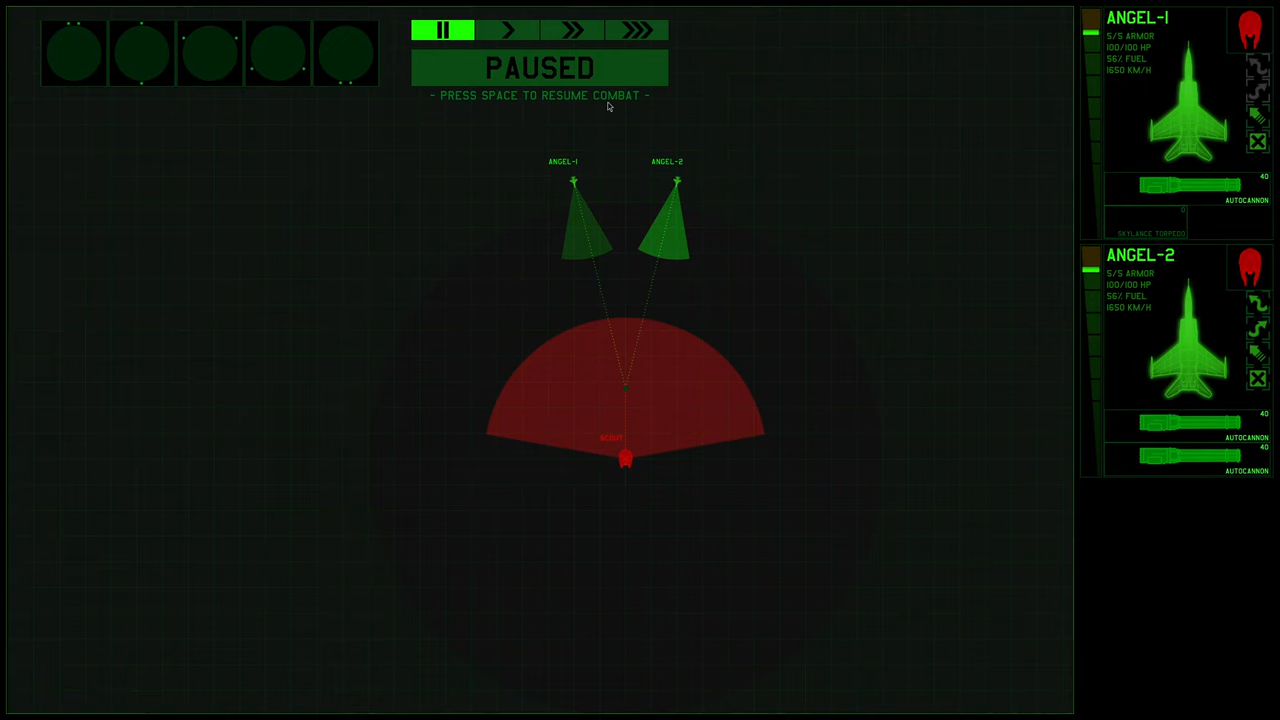 PAUSED
- PRESS SPACE TO RESUME COMBAT -
ANGEL-1
ANGEL-2
SCOUT
ANGEL-1
5/5 ARMOR
100/100 HP
56% FUEL
1650 KM/H
40
AUTOCANNON
0
SKYLANCE TORPEDO
ANGEL-2
5/5 ARMOR
100/100 HP
56% FUEL
1650 KM/H
40
AUTOCANNON
40
AUTOCANNON